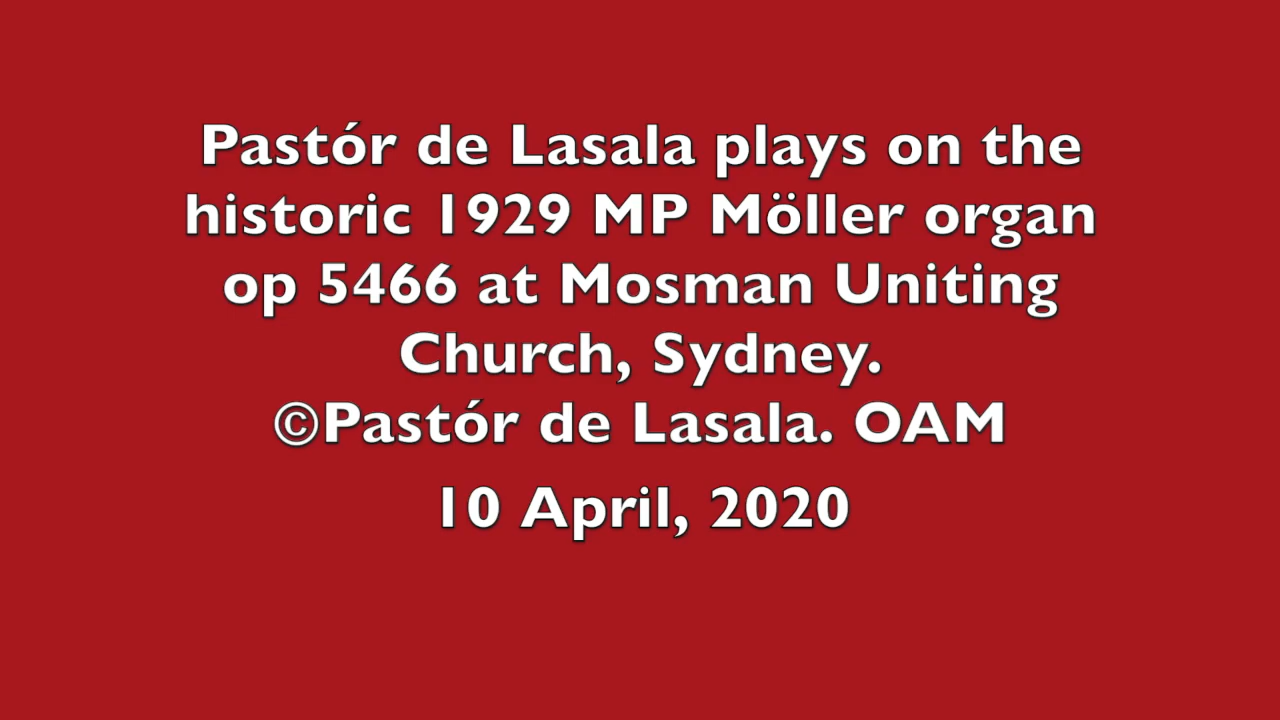 Pastór de Lasala plays on the
historic 1929 MP Möller organ
op 5466 at Mosman Uniting
Church, Sydney.
©Pastór de Lasala. OAM
10 April, 2020